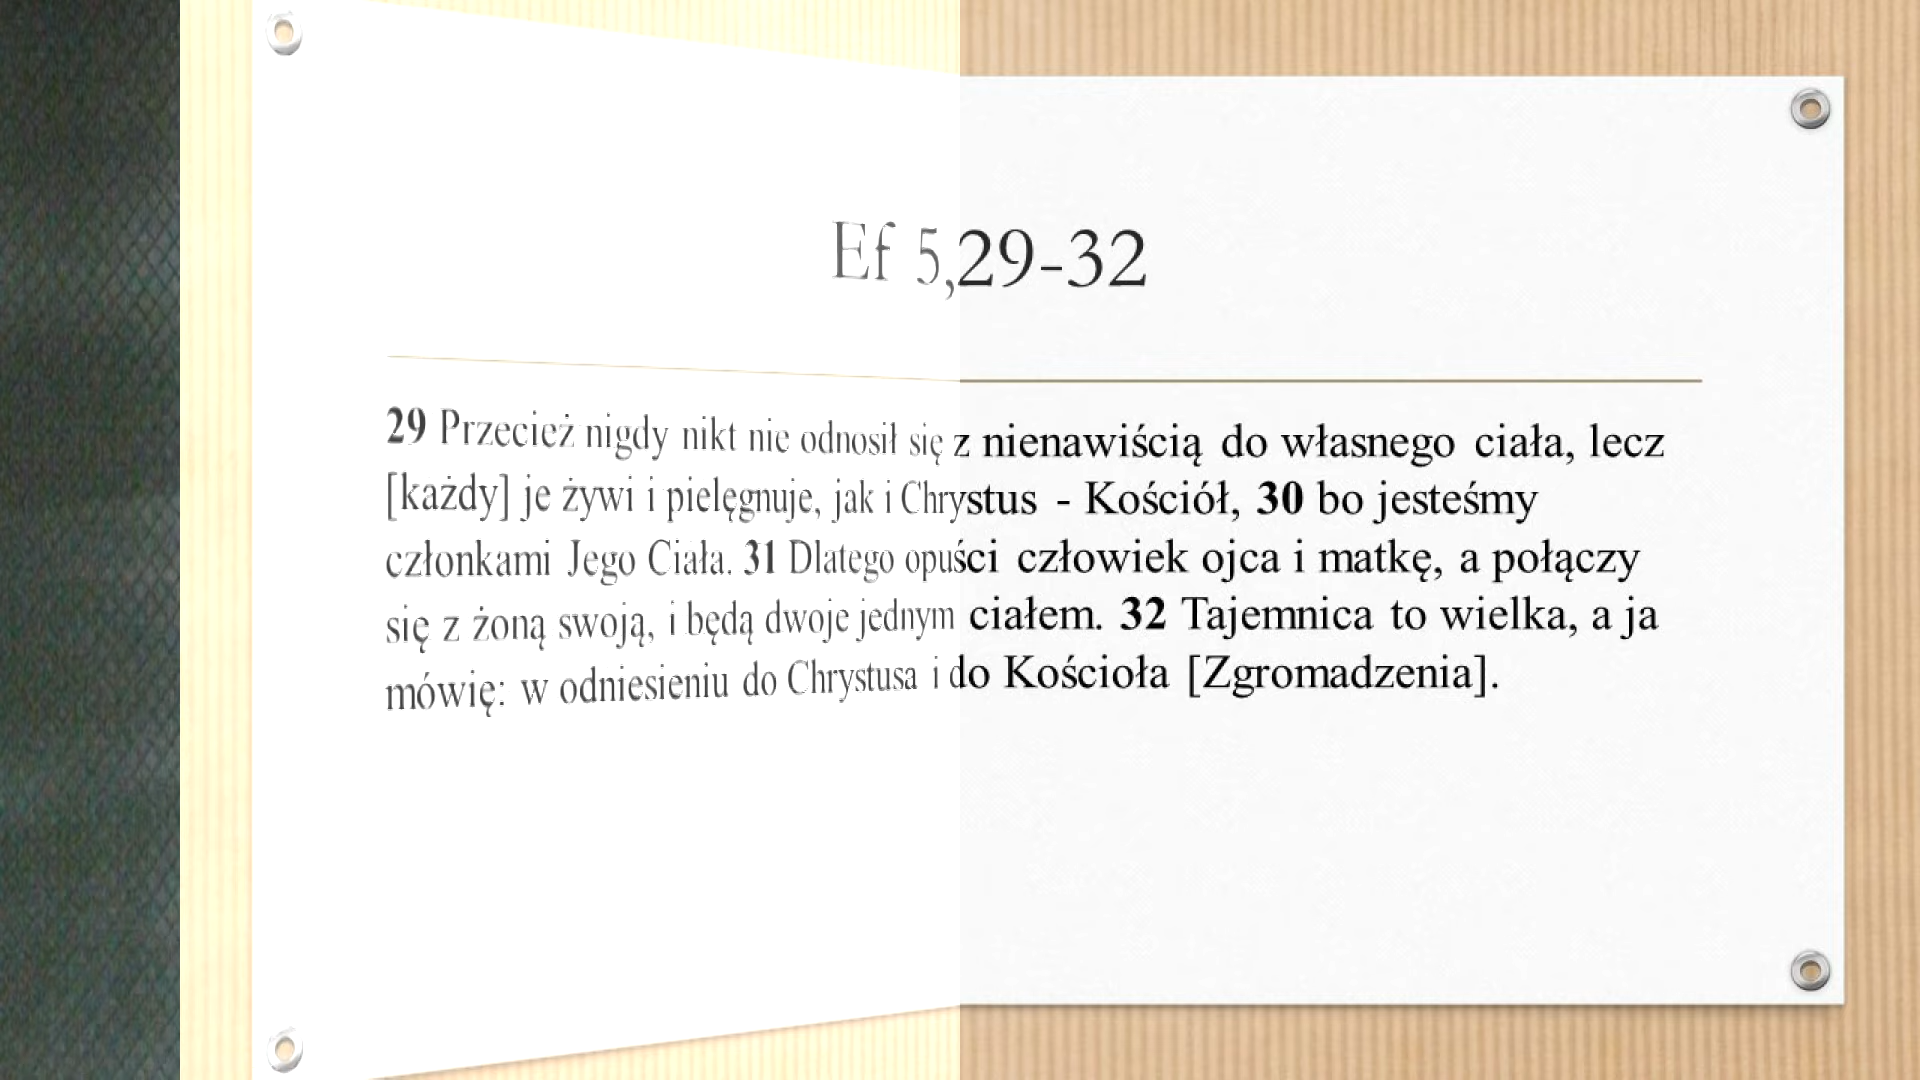 Ef 5,29-32
29 Przecież nigdy nikt nie odnosił się z nienawiścią do własnego ciała, lecz
[każdy] je żywi i pielęgnuje, jak i Chrystus - Kościół, 30 bo jesteśmy
członkami Jego Ciała. 31 Dlatego opuści człowiek ojca i matkę, a połączy
się z żoną swoją, i będą dwoje jednym ciałem. 32 Tajemnica to wielka, a ja
mówię: w odniesieniu do Chrystusa i do Kościoła [Zgromadzenia].